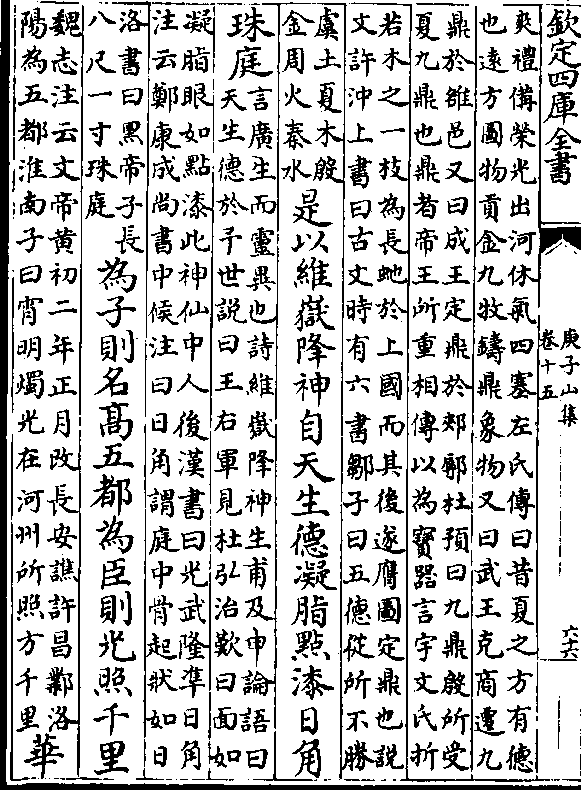 欽定四庫全書
庾子山集
卷十五
六六
爽禮備榮光出河休氣四塞左氏傳曰昔夏之方有德
也遠方圖物貢金九牧鑄鼎象物又曰武王克商遷九
鼎於雒邑又曰成王定鼎於郟鄏杜預曰九鼎殷所受
夏九鼎也鼎者帝王所重相傳以為寶器言宇文氏折
若木之一枝為長虵於上國而其後遂膺圖定鼎也說
文許沖上書曰古文時有六書鄒子曰五德從所不勝
虞土夏木殷
金周火秦水
是以維嶽降神自天生德凝脂點漆日角
珠庭
言廣生而靈異也詩維嶽降神生甫及申論語曰
天生德於予世說曰王右軍見杜弘治歎曰面如
凝脂眼如點漆此神仙中人後漢書曰光武隆準日角
注云鄭康成尚書中候注曰日角謂庭中骨起狀如日
洛書曰黑帝子長
八尺一寸珠庭
為子則名高五都為臣則光照千里
魏志注云文帝黃初二年正月改長安譙許昌鄴洛
陽為五都淮南子曰宵明燭光在河州所照方千里
華